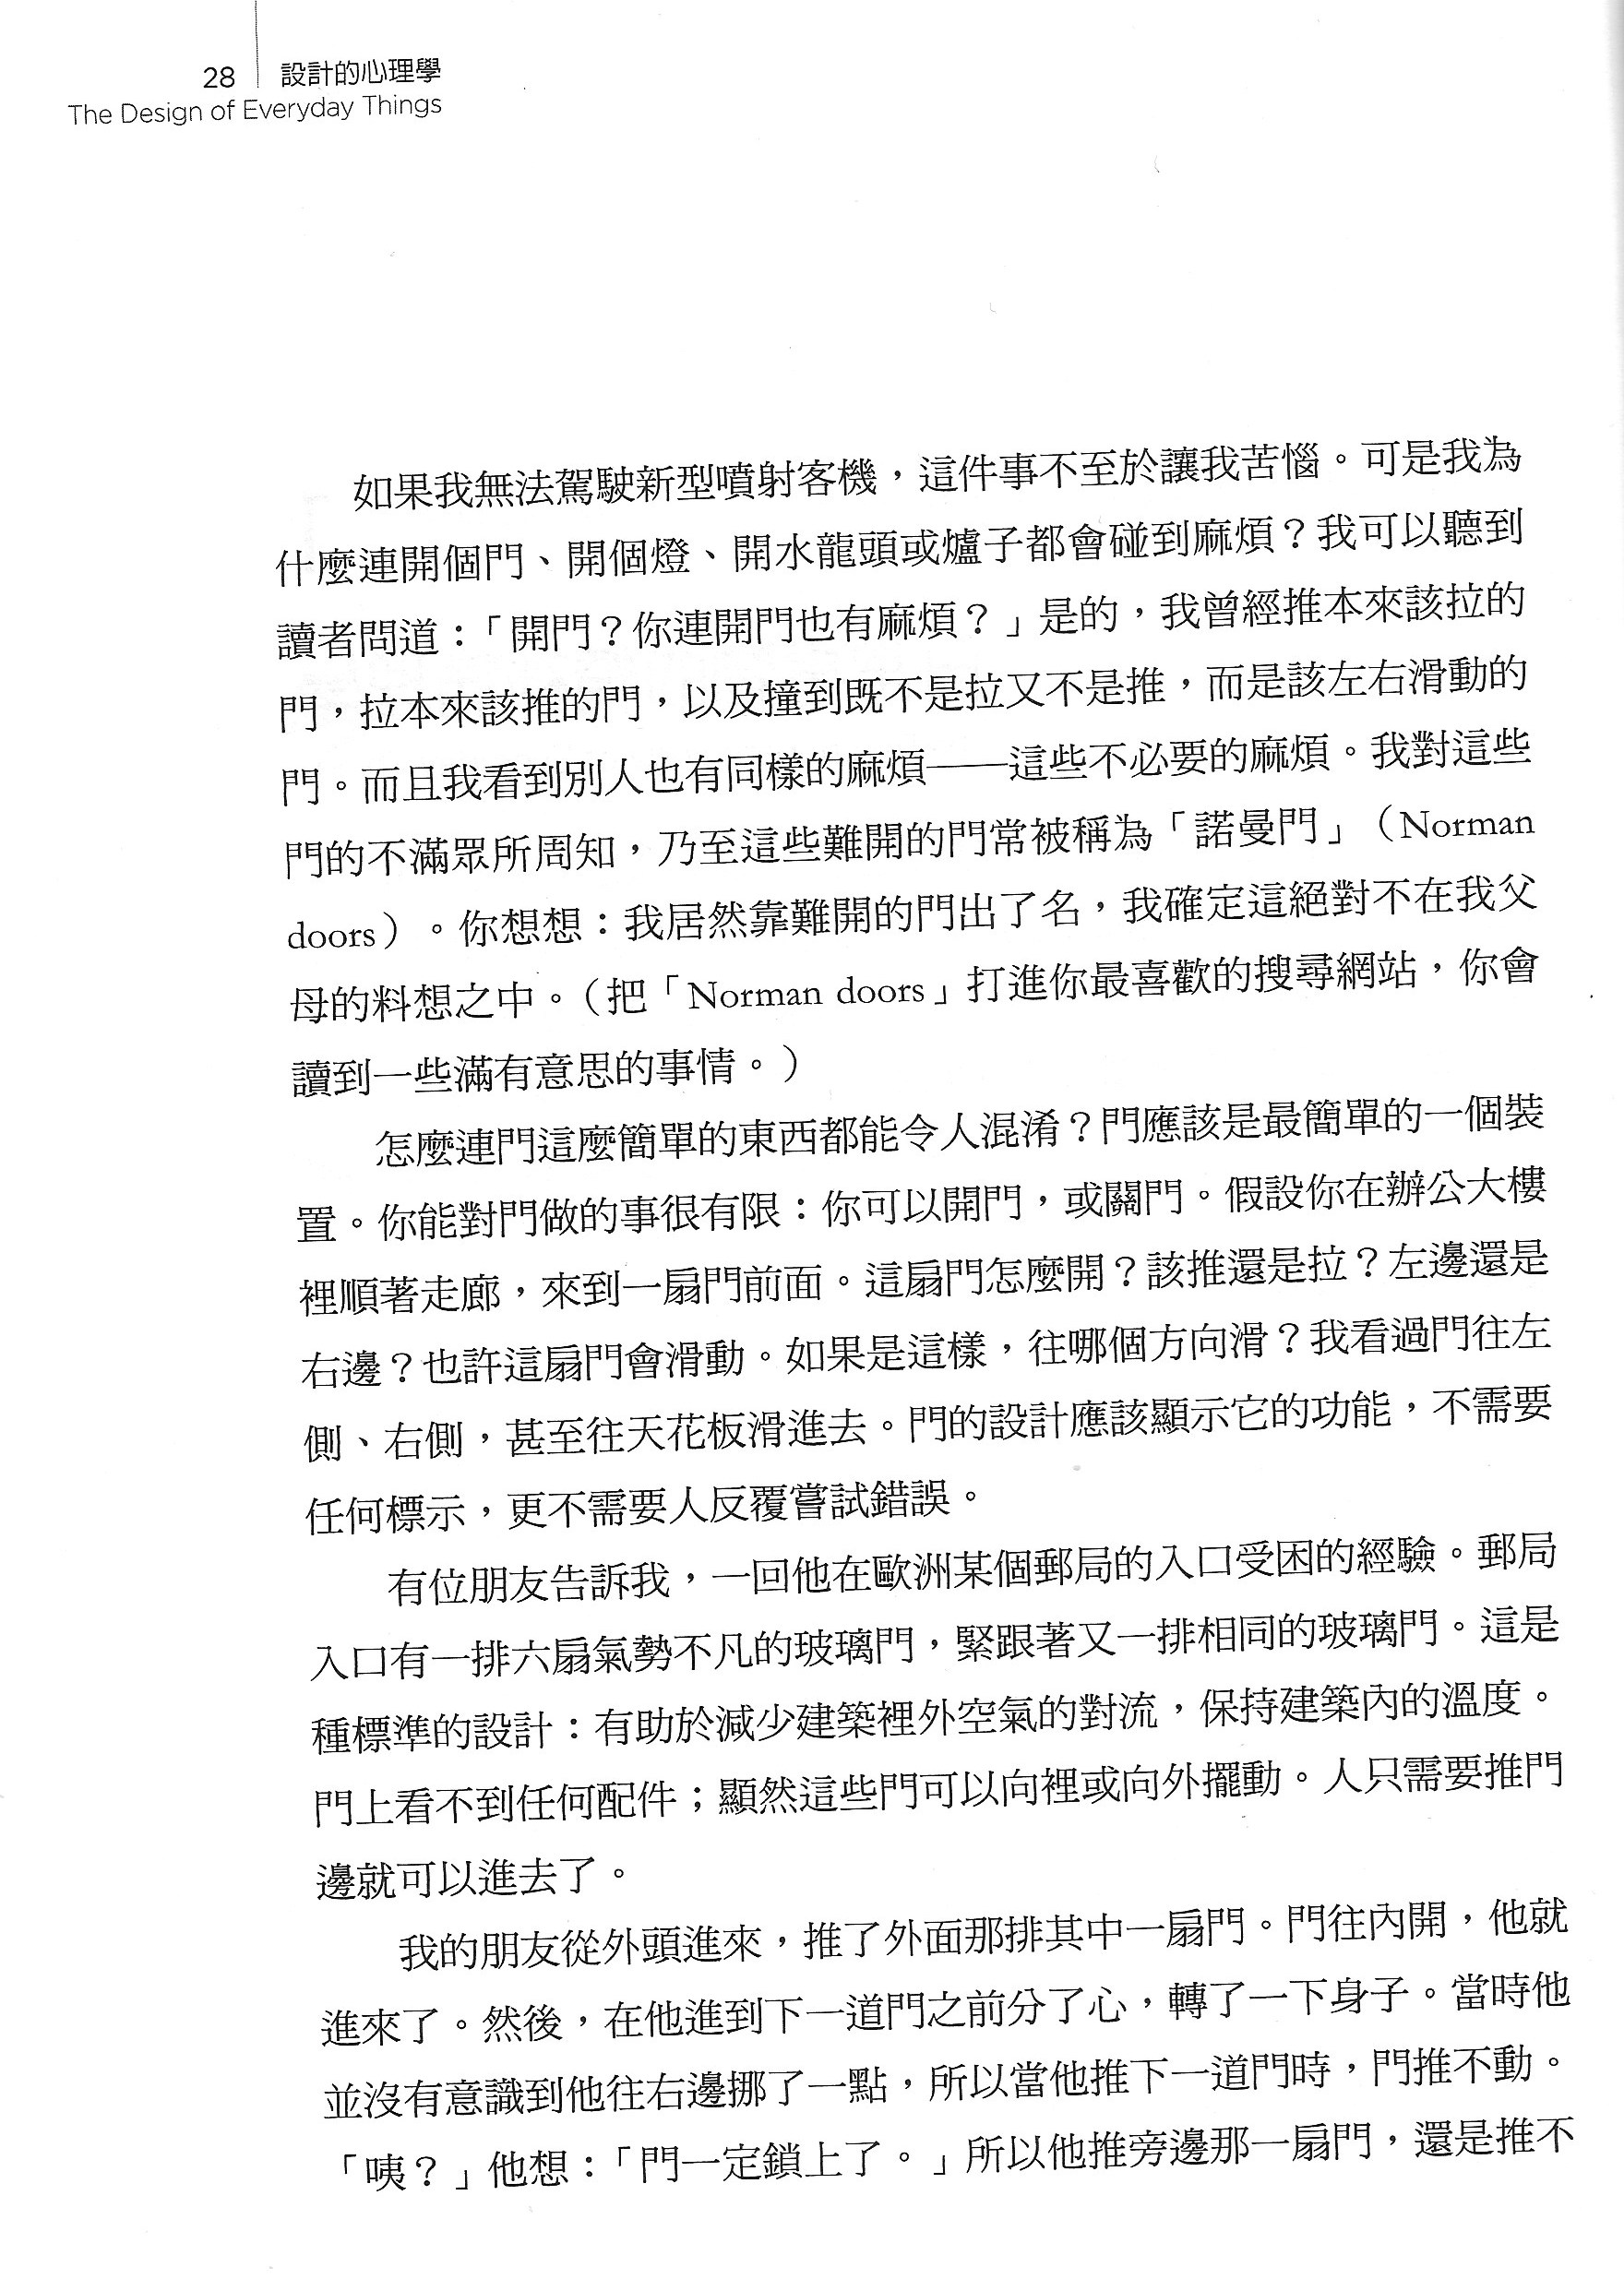 28 設計的心理學
The Design of Everyday Things
如果我無法駕駛新型噴射客機，這件事不至於讓我苦惱。可是我為
什麼連開個門、開個燈、開水龍頭或爐子都會碰到麻煩？我可以聽到
讀者問道：「開門？你連開門也有麻煩？」是的，我曾經推本來該拉的
門，拉本來該推的門，以及撞到既不是拉又不是推，而是該左右滑動的
門。而且我看到別人也有同樣的麻煩——這些不必要的麻煩。我對這些
門的不滿眾所周知，乃至這些難開的門常被稱為「諾曼門」（Norman
doors）。你想想：我居然靠難開的門出了名，我確定這絕對不在我父
母的料想之中。（把「Norman doors」打進你最喜歡的搜尋網站，你會
讀到一些滿有意思的事情。）
怎麼連門這麼簡單的東西都能令人混淆？門應該是最簡單的一個裝
置。你能對門做的事很有限：你可以開門，或關門。假設你在辦公大樓
裡順著走廊，來到一扇門前面。這扇門怎麼開？該推還是拉？左邊還是
右邊？也許這扇門會滑動。如果是這樣，往哪個方向滑？我看過門往左
側、右側，甚至往天花板滑進去。門的設計應該顯示它的功能，不需要
任何標示，更不需要人反覆嘗試錯誤。
有位朋友告訴我，一回他在歐洲某個郵局的入口受困的經驗。郵局
入口有一排六扇氣勢不凡的玻璃門，緊跟著又一排相同的玻璃門。這是
種標準的設計：有助於減少建築裡外空氣的對流，保持建築內的溫度。
門上看不到任何配件；顯然這些門可以向裡或向外擺動。人只需要推門
邊就可以進去了。
我的朋友從外頭進來，推了外面那排其中一扇門。門往內開，他就
進來了。然後，在他進到下一道門之前分了心，轉了一下身子。當時他
並沒有意識到他往右邊挪了一點，所以當他推下一道門時，門推不動。
「咦？」他想：「門一定鎖上了。」所以他推旁邊那一扇門，還是推不